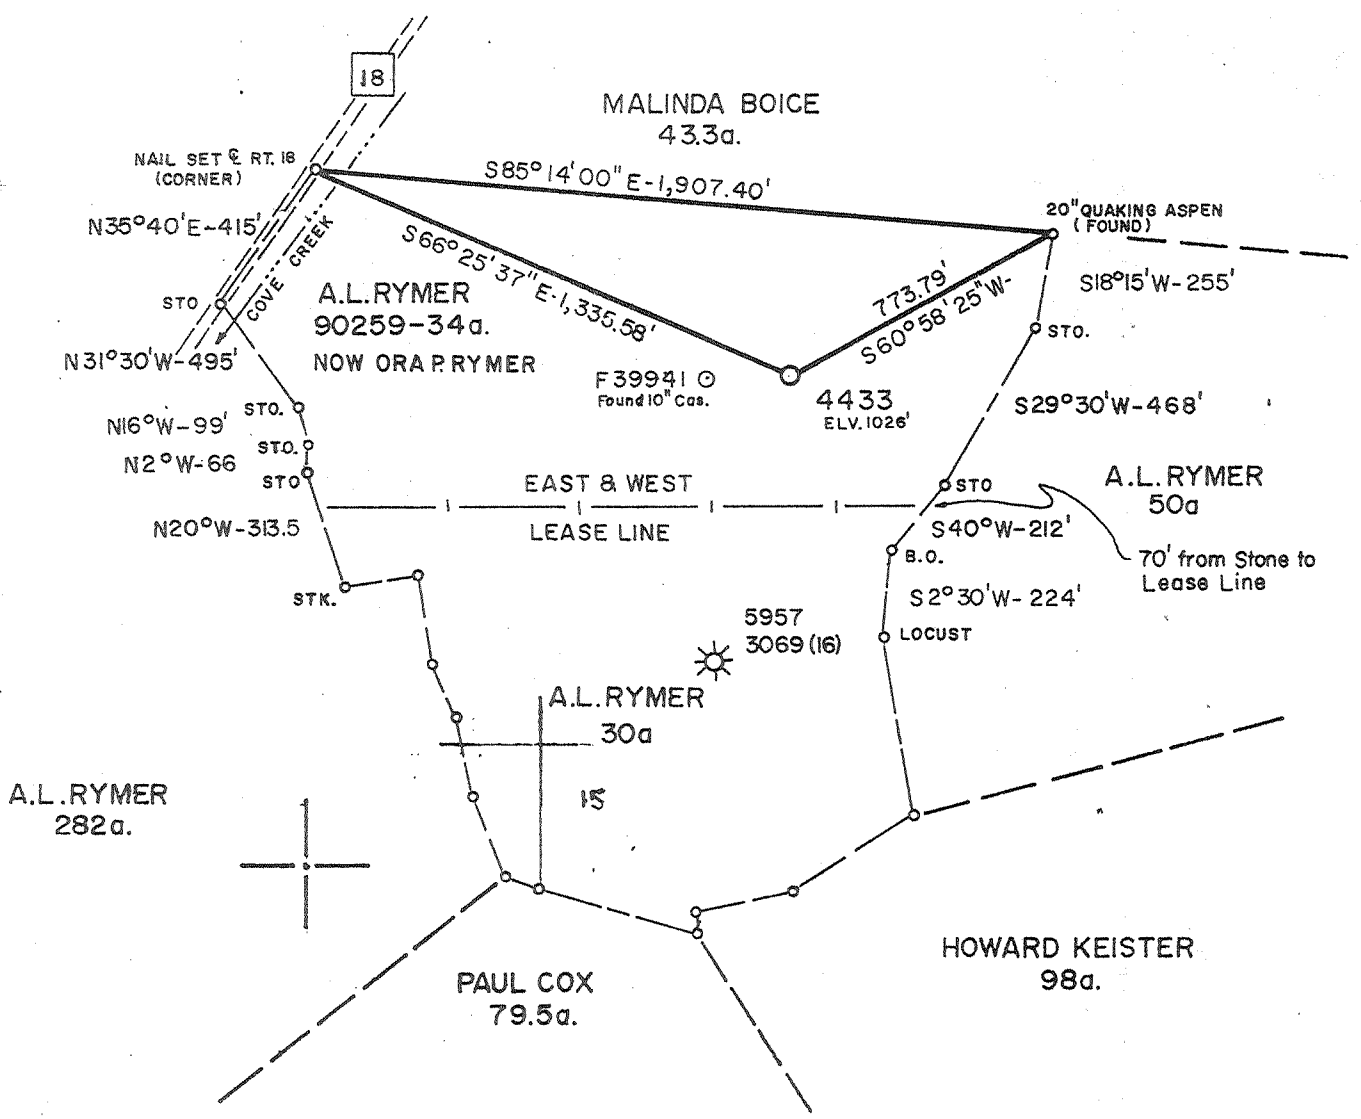 18
MALINDA BOICE
43.3a.
NAIL SET ℄ RT. 18
(CORNER)
S85°14'00"E-1,907.40'
20"QUAKING ASPEN
(FOUND)
N35°40'E-415'
COVE CREEK
S66°25'37"E-1,335.58'
773.79'
S60°58'25"W-
S18°15'W-255'
STO
A.L.RYMER
90259-34a.
NOW ORA P. RYMER
STO.
N31°30'W-495'
F39941
Found 10" Cas.
4433
ELV. 1026'
S29°30'W-468'
STO.
N16°W-99'
STO.
N2°W-66
STO
EAST & WEST
LEASE LINE
STO
A.L.RYMER
50a
N20°W-313.5
S40°W-212'
B.O.
70' from Stone to
Lease Line
STK.
S2°30'W-224'
5957
3069(16)
LOCUST
A.L.RYMER
30a
A.L.RYMER
282a.
15
PAUL COX
79.5a.
HOWARD KEISTER
98a.